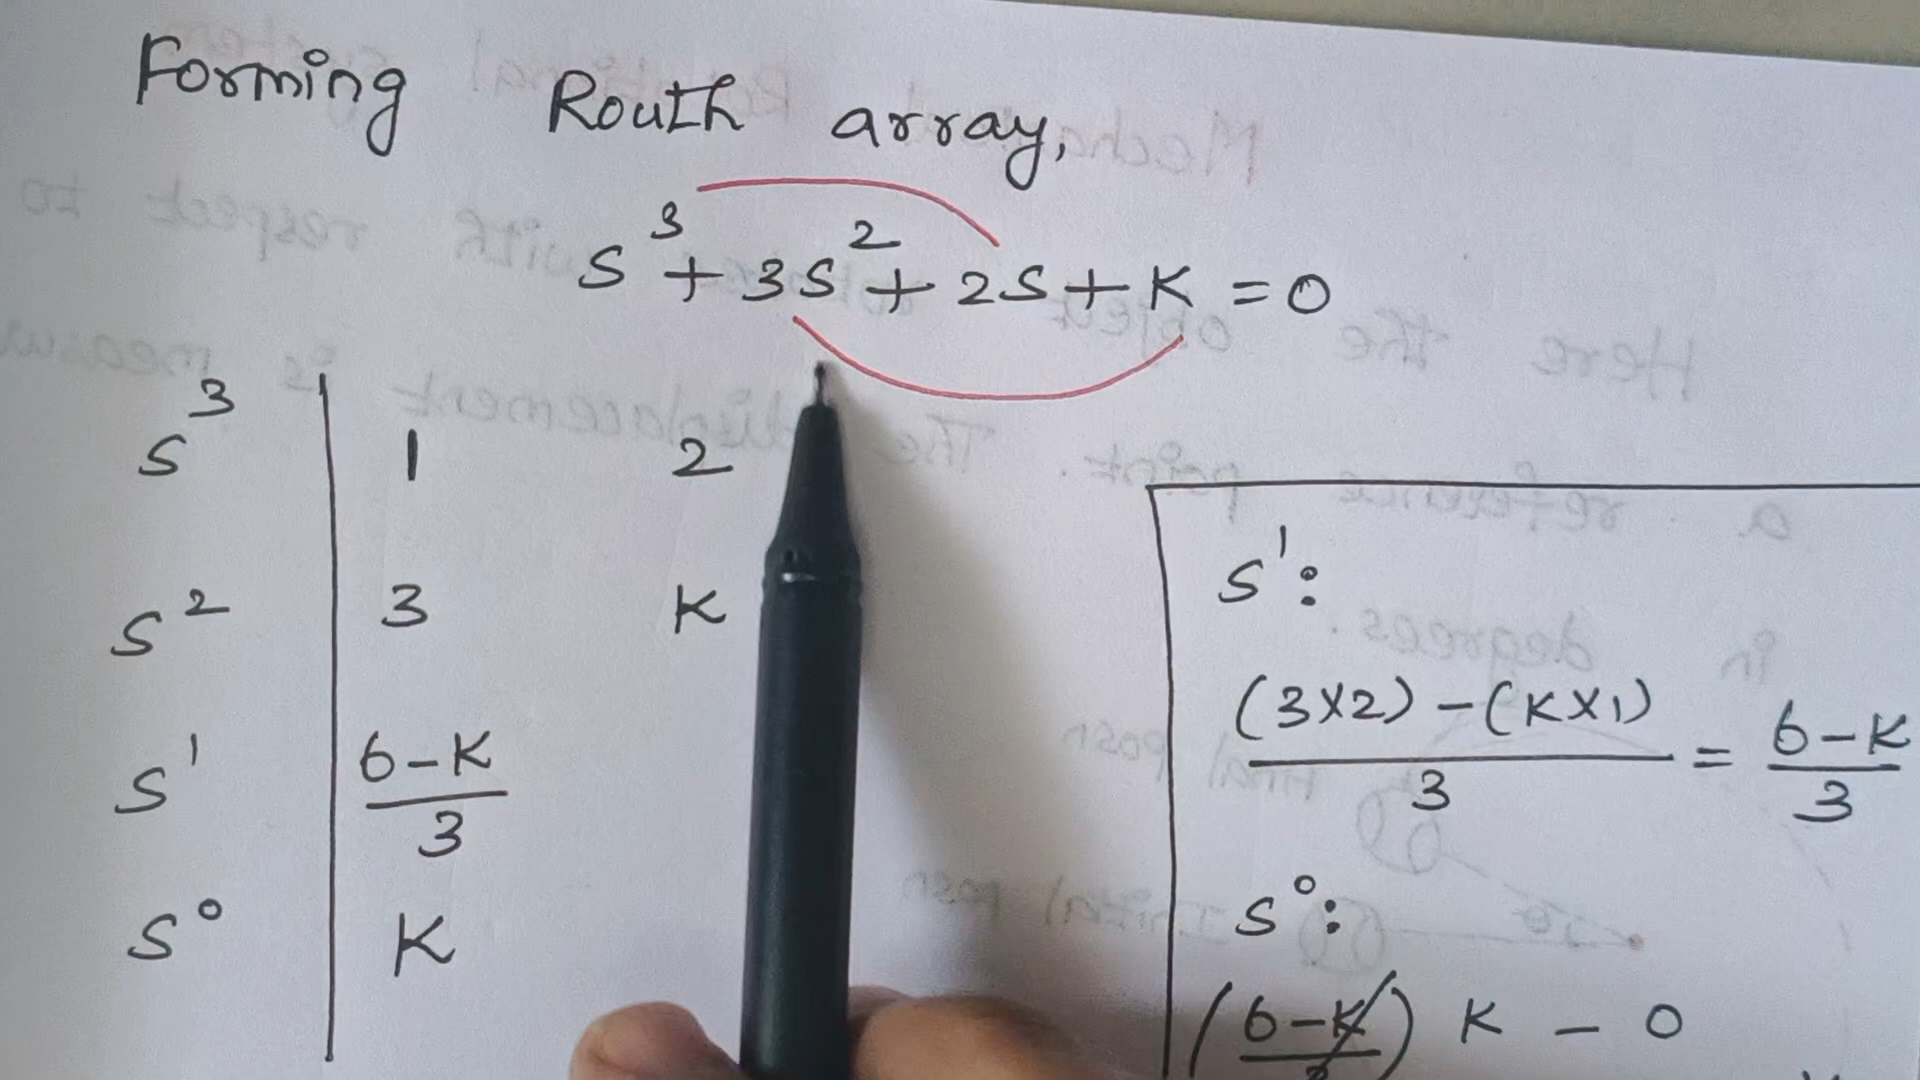 Forming Routh array,
s³ + 3s² + 2s + K = 0
s³ | 1 2
s² | 3 K
s¹ | (6-K)/3
s⁰ | K
s¹:
((3×2) - (K×1))/3 = (6-K)/3
s⁰:
(6-K) K - 0